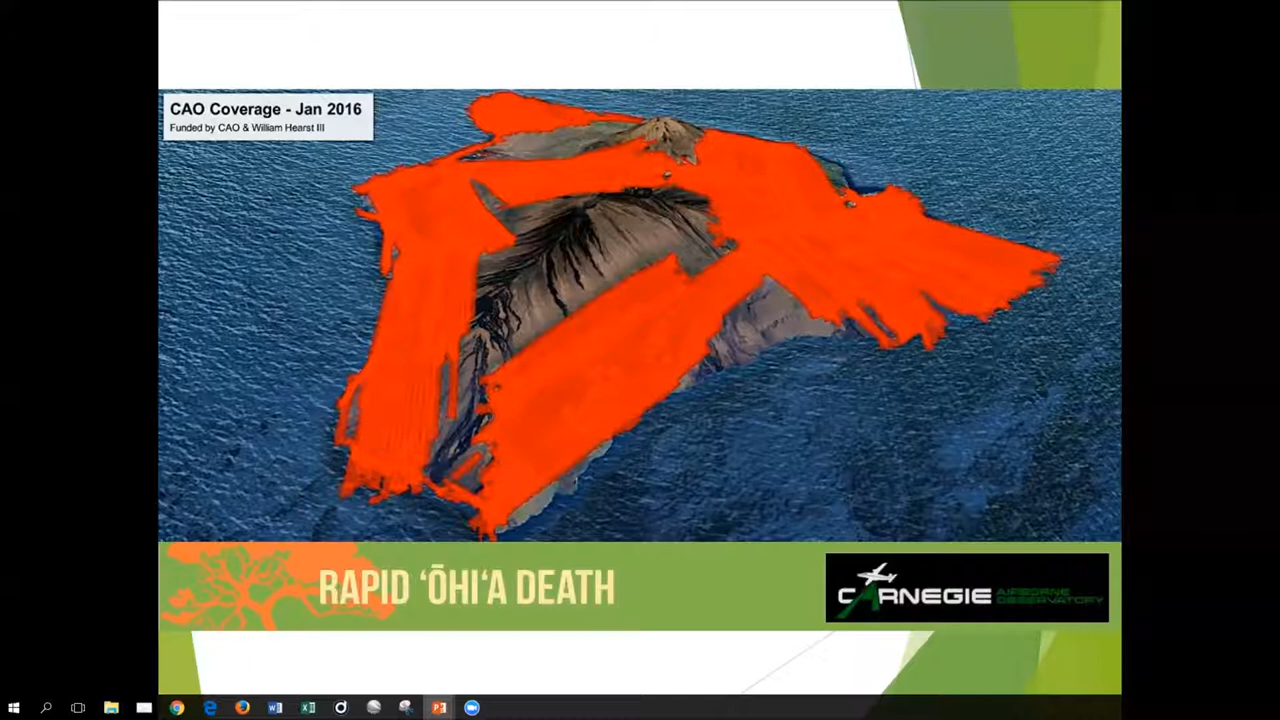 CAO Coverage - Jan 2016
Funded by CAO & William Hearst III
RAPID ʻŌHIʻA DEATH
CARNEGIE AIRBORNE
OBSERVATORY